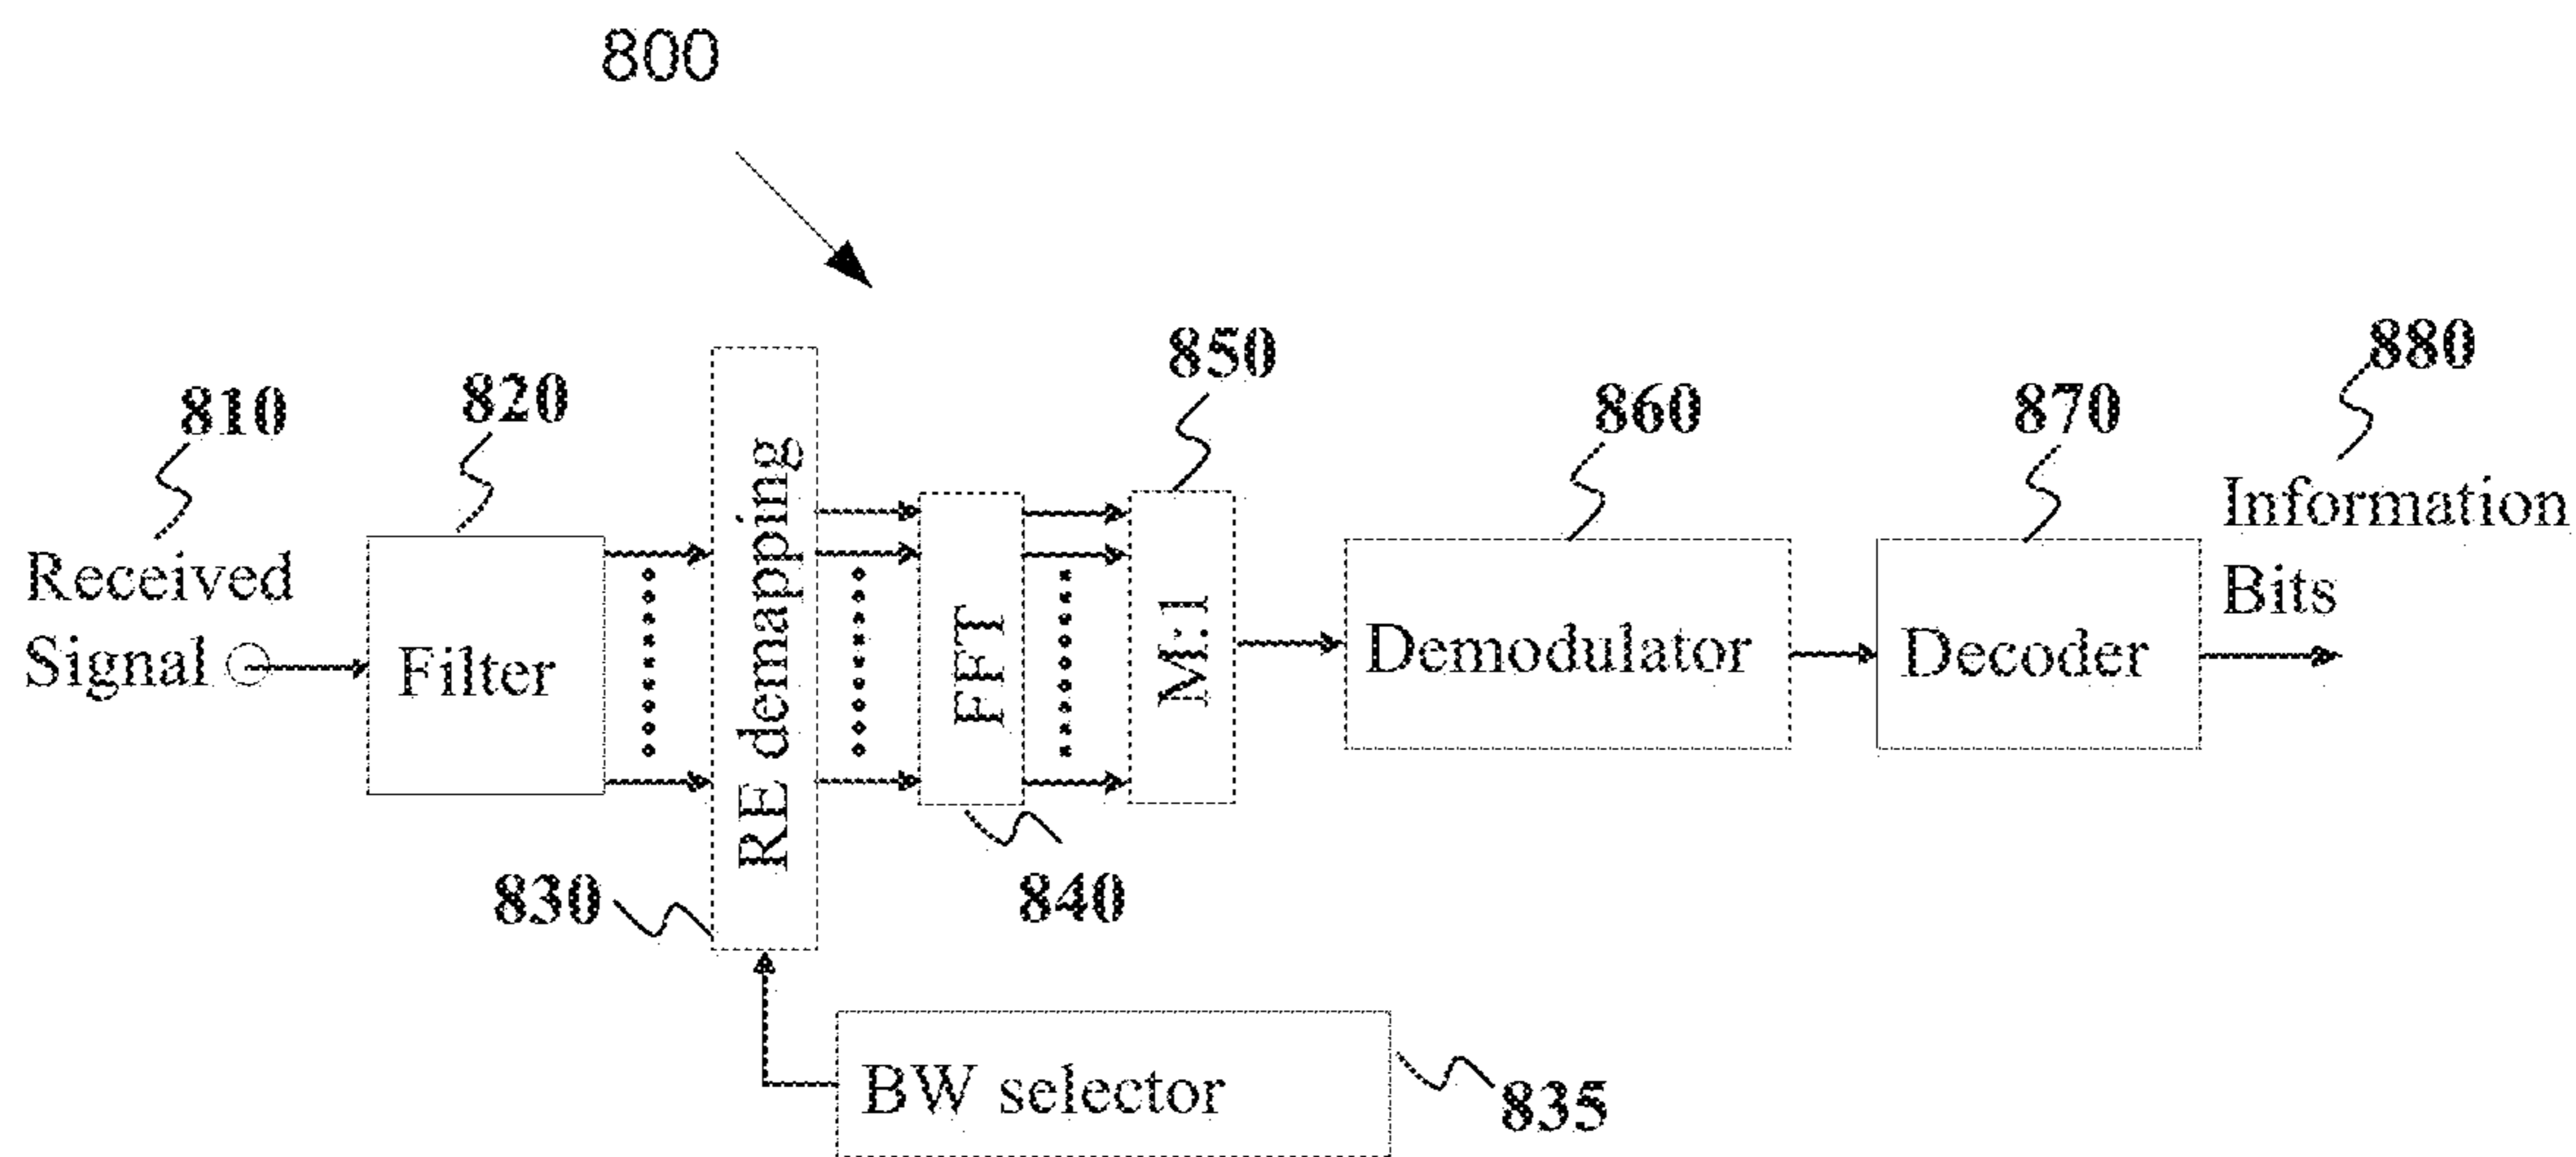 800
810
820
850
860
870
880
Received
Signal
Filter
RE demapping
FFT
M:1
Demodulator
Decoder
Information
Bits
830
840
BW selector
835